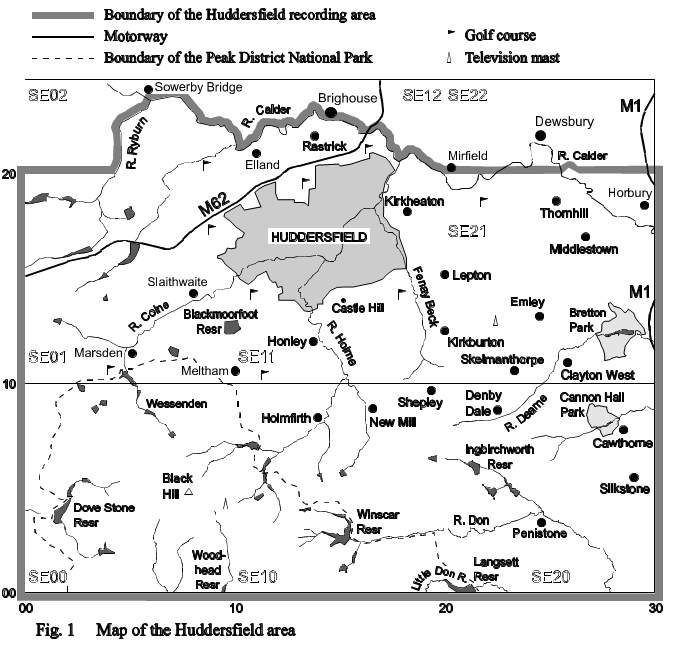 Boundary of the Huddersfield recording area
Motorway
Golf course
Boundary of the Peak District National Park
Television mast
SE02
Sowerby Bridge
R. Calder
Brighouse
SE12 SE22
M1
R. Ryburn
Rastrick
Dewsbury
Elland
Mirfield
R. Calder
20
M62
Kirkheaton
Horbury
Thornhill
HUDDERSFIELD
SE21
Middlestown
Lepton
Slaithwaite
Fenay Beck
Castle Hill
Emley
M1
R. Colne
Blackmoorfoot
Resr
Bretton
Park
R. Holme
Honley
Kirkburton
SE01
Marsden
SE11
Skelmanthorpe
Meltham
Clayton West
10
Wessenden
Shepley
Denby
Dale
Cannon Hall
Park
R. Dearne
Holmfirth
New Mill
Cawthorne
Ingbirchworth
Resr
Black
Hill
Silkstone
Dove Stone
Resr
Winscar
Resr
R. Don
Penistone
Wood-
head
Resr
Langsett
Resr
Little Don R.
SE00
SE10
SE20
00
00
10
20
30
Fig. 1 Map of the Huddersfield area